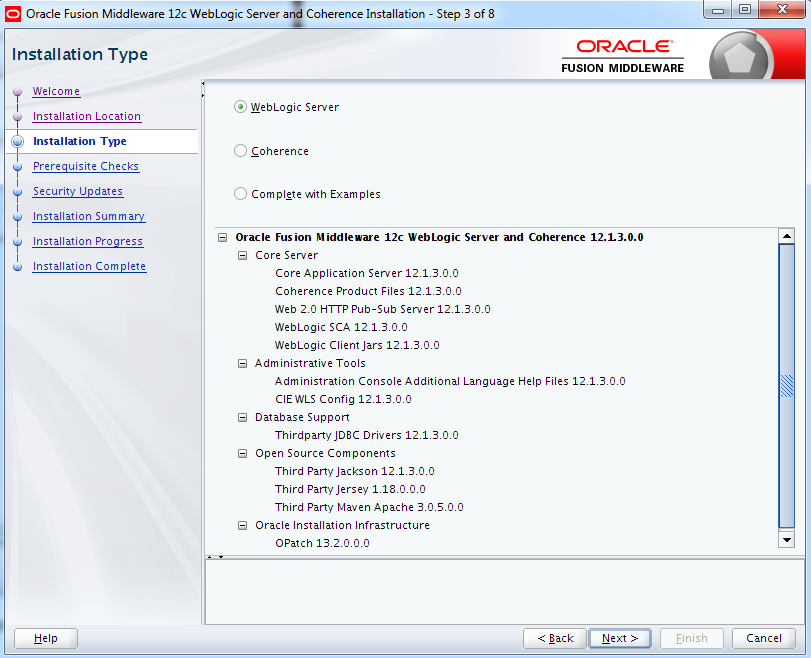 Oracle Fusion Middleware 12c WebLogic Server and Coherence Installation - Step 3 of 8
Installation Type
ORACLE
FUSION MIDDLEWARE
Welcome
Installation Location
Installation Type
Prerequisite Checks
Security Updates
Installation Summary
Installation Progress
Installation Complete
WebLogic Server
Coherence
Complete with Examples
Oracle Fusion Middleware 12c WebLogic Server and Coherence 12.1.3.0.0
Core Server
Core Application Server 12.1.3.0.0
Coherence Product Files 12.1.3.0.0
Web 2.0 HTTP Pub-Sub Server 12.1.3.0.0
WebLogic SCA 12.1.3.0.0
WebLogic Client Jars 12.1.3.0.0
Administrative Tools
Administration Console Additional Language Help Files 12.1.3.0.0
CIE WLS Config 12.1.3.0.0
Database Support
Thirdparty JDBC Drivers 12.1.3.0.0
Open Source Components
Third Party Jackson 12.1.3.0.0
Third Party Jersey 1.18.0.0.0
Third Party Maven Apache 3.0.5.0.0
Oracle Installation Infrastructure
OPatch 13.2.0.0.0
Help
< Back
Next >
Finish
Cancel